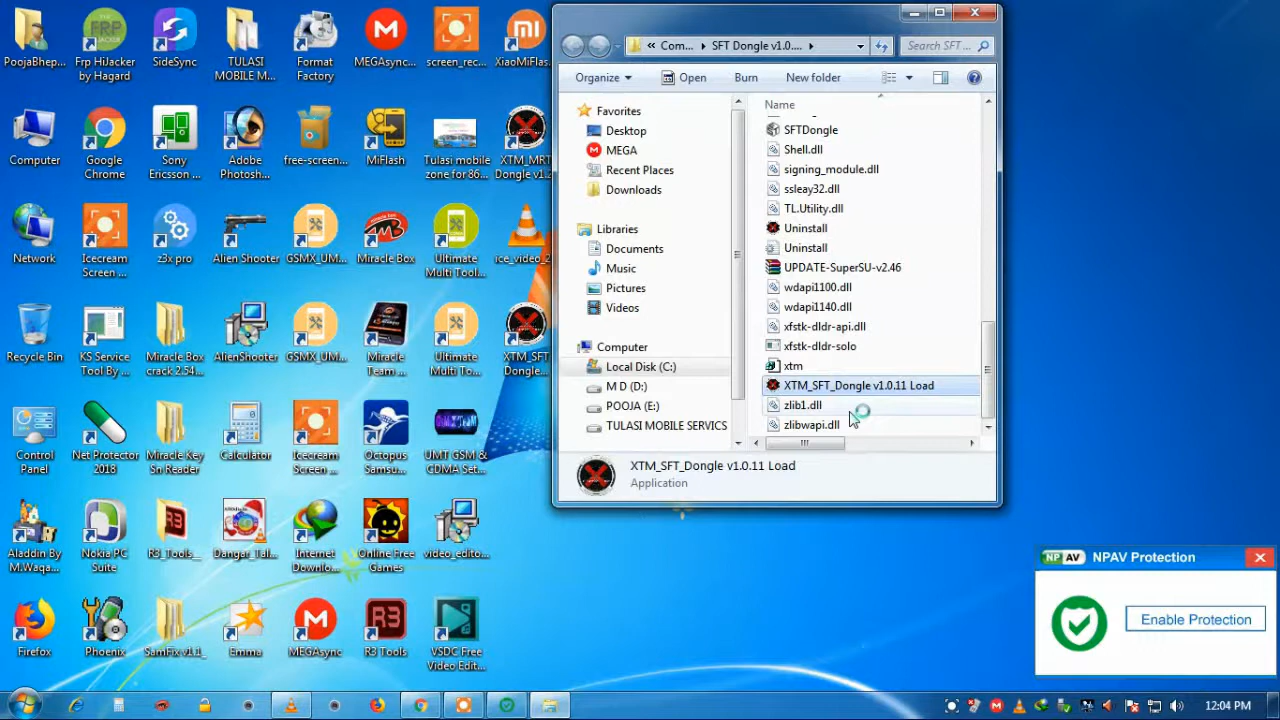 PoojaBhep...
Frp HiJacker
by Hagard
SideSync
TULASI
MOBILE M...
Format
Factory
MEGAsync...
screen_rec...
XiaoMiFlas...
Computer
Google
Chrome
Sony
Ericsson ...
Adobe
Photosh...
free-screen...
MiFlash
Tulasi mobile
zone for 86...
XTM_MRT
Dongle v1.2
Network
Icecream
Screen ...
z3x pro
Alien Shooter
GSMX_UM...
Miracle Box
Ultimate
Multi Tool...
ice_video_2
Recycle Bin
KS Service
Tool By ...
Miracle Box
crack 2.54...
AlienShooter
GSMX_UM...
Miracle
Team ...
Ultimate
Multi To...
XTM_SFT
Dongle...
Control
Panel
Net Protector
2018
Miracle Key
Sn Reader
Calculator
Icecream
Screen ...
Octopus
Samsu...
UMT GSM &
CDMA Set...
Aladdin By
M.Waqa...
Nokia PC
Suite
R3_Tools_
Dangar_Tal...
Internet
Downlo...
Online Free
Games
video_edito...
Firefox
Phoenix
SamFix v1.1_
Emma
MEGAsync
R3 Tools
VSDC Free
Video Edit...
« Com... SFT Dongle v1.0....
Search SFT ...
Organize
Open
Burn
New folder
Favorites
Desktop
MEGA
Recent Places
Downloads
Libraries
Documents
Music
Pictures
Videos
Computer
Local Disk (C:)
M D (D:)
POOJA (E:)
TULASI MOBILE SERVICS
Name
SFTDongle
Shell.dll
signing_module.dll
ssleay32.dll
TL.Utility.dll
Uninstall
Uninstall
UPDATE-SuperSU-v2.46
wdapi1100.dll
wdapi1140.dll
xfstk-dldr-api.dll
xfstk-dldr-solo
xtm
XTM_SFT_Dongle v1.0.11 Load
zlib1.dll
zlibwapi.dll
XTM_SFT_Dongle v1.0.11 Load
Application
NP AV NPAV Protection
Enable Protection
12:04 PM